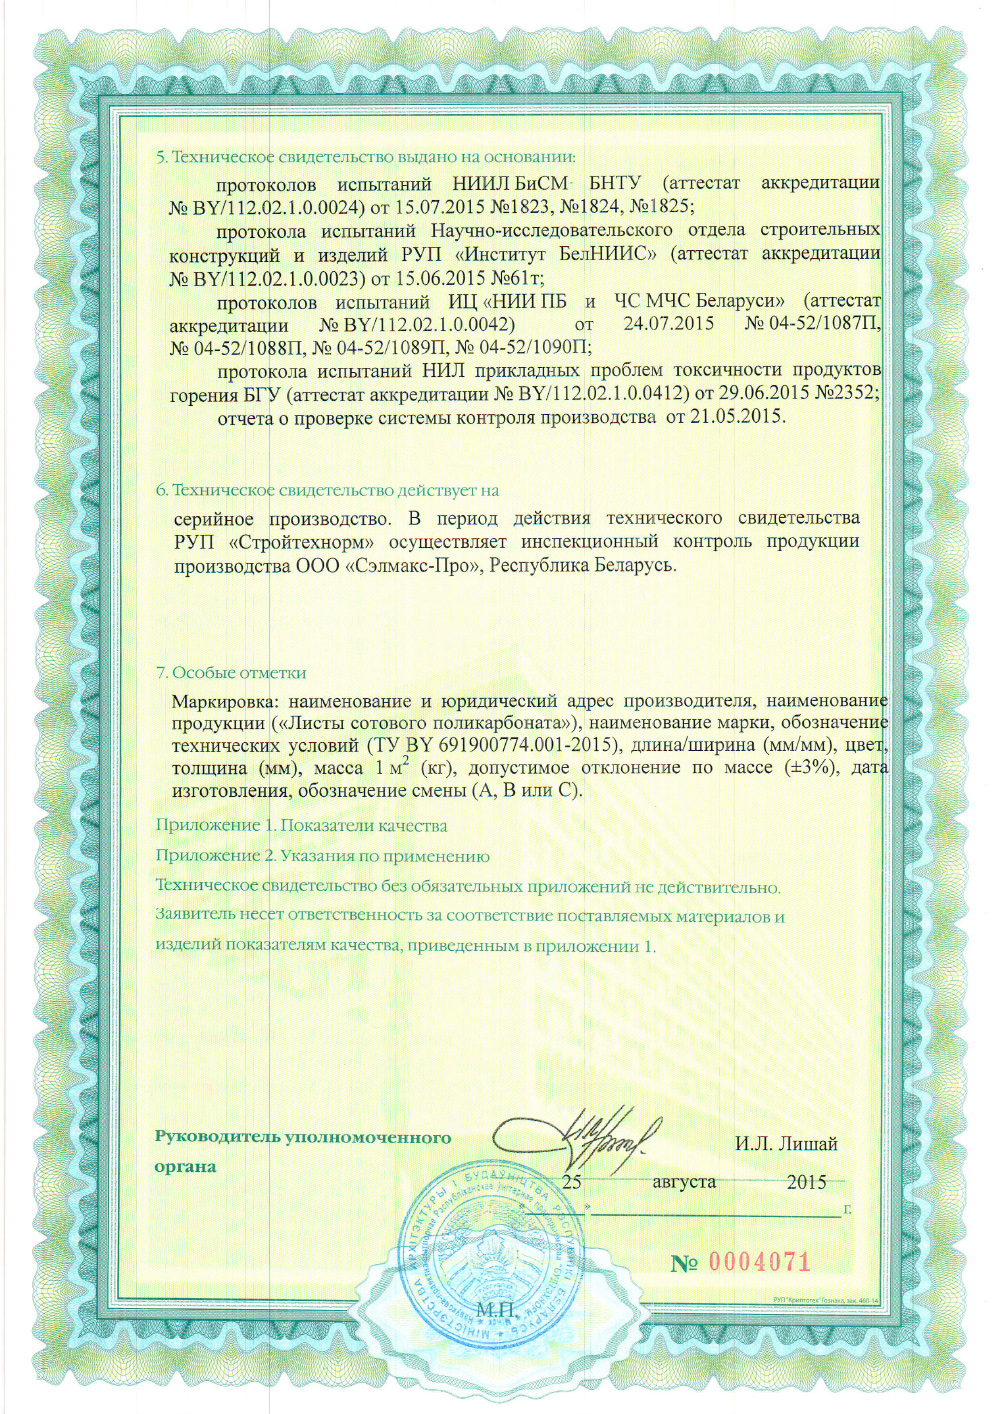 5. Техническое свидетельство выдано на основании:
протоколов испытаний НИИЛ БиСМ БНТУ (аттестат аккредитации
№ BY/112.02.1.0.0024) от 15.07.2015 №1823, №1824, №1825;
протокола испытаний Научно-исследовательского отдела строительных
конструкций и изделий РУП «Институт БелНИИС» (аттестат аккредитации
№ BY/112.02.1.0.0023) от 15.06.2015 №61т;
протоколов испытаний ИЦ «НИИ ПБ и ЧС МЧС Беларуси» (аттестат
аккредитации № BY/112.02.1.0.0042) от 24.07.2015 № 04-52/1087П,
№ 04-52/1088П, № 04-52/1089П, № 04-52/1090П;
протокола испытаний НИЛ прикладных проблем токсичности продуктов
горения БГУ (аттестат аккредитации № BY/112.02.1.0.0412) от 29.06.2015 №2352;
отчета о проверке системы контроля производства от 21.05.2015.
6. Техническое свидетельство действует на
серийное производство. В период действия технического свидетельства
РУП «Стройтехнорм» осуществляет инспекционный контроль продукции
производства ООО «Сэлмакс-Про», Республика Беларусь.
7. Особые отметки
Маркировка: наименование и юридический адрес производителя, наименование
продукции («Листы сотового поликарбоната»), наименование марки, обозначение
технических условий (ТУ BY 691900774.001-2015), длина/ширина (мм/мм), цвет,
толщина (мм), масса 1 м² (кг), допустимое отклонение по массе (±3%), дата
изготовления, обозначение смены (А, В или С).
Приложение 1. Показатели качества
Приложение 2. Указания по применению
Техническое свидетельство без обязательных приложений не действительно.
Заявитель несет ответственность за соответствие поставляемых материалов и
изделий показателям качества, приведенным в приложении 1.
Руководитель уполномоченного
органа
И.Л. Лишай
25 августа 2015
"       " г.
№ 0004071
М.П.
МІНІСТЭРСТВА АРХІТЭКТУРЫ І БУДАЎНІЦТВА РЭСПУБЛІКІ БЕЛАРУСЬ
РУП "Криптотех" Гознака, зак. 460-14